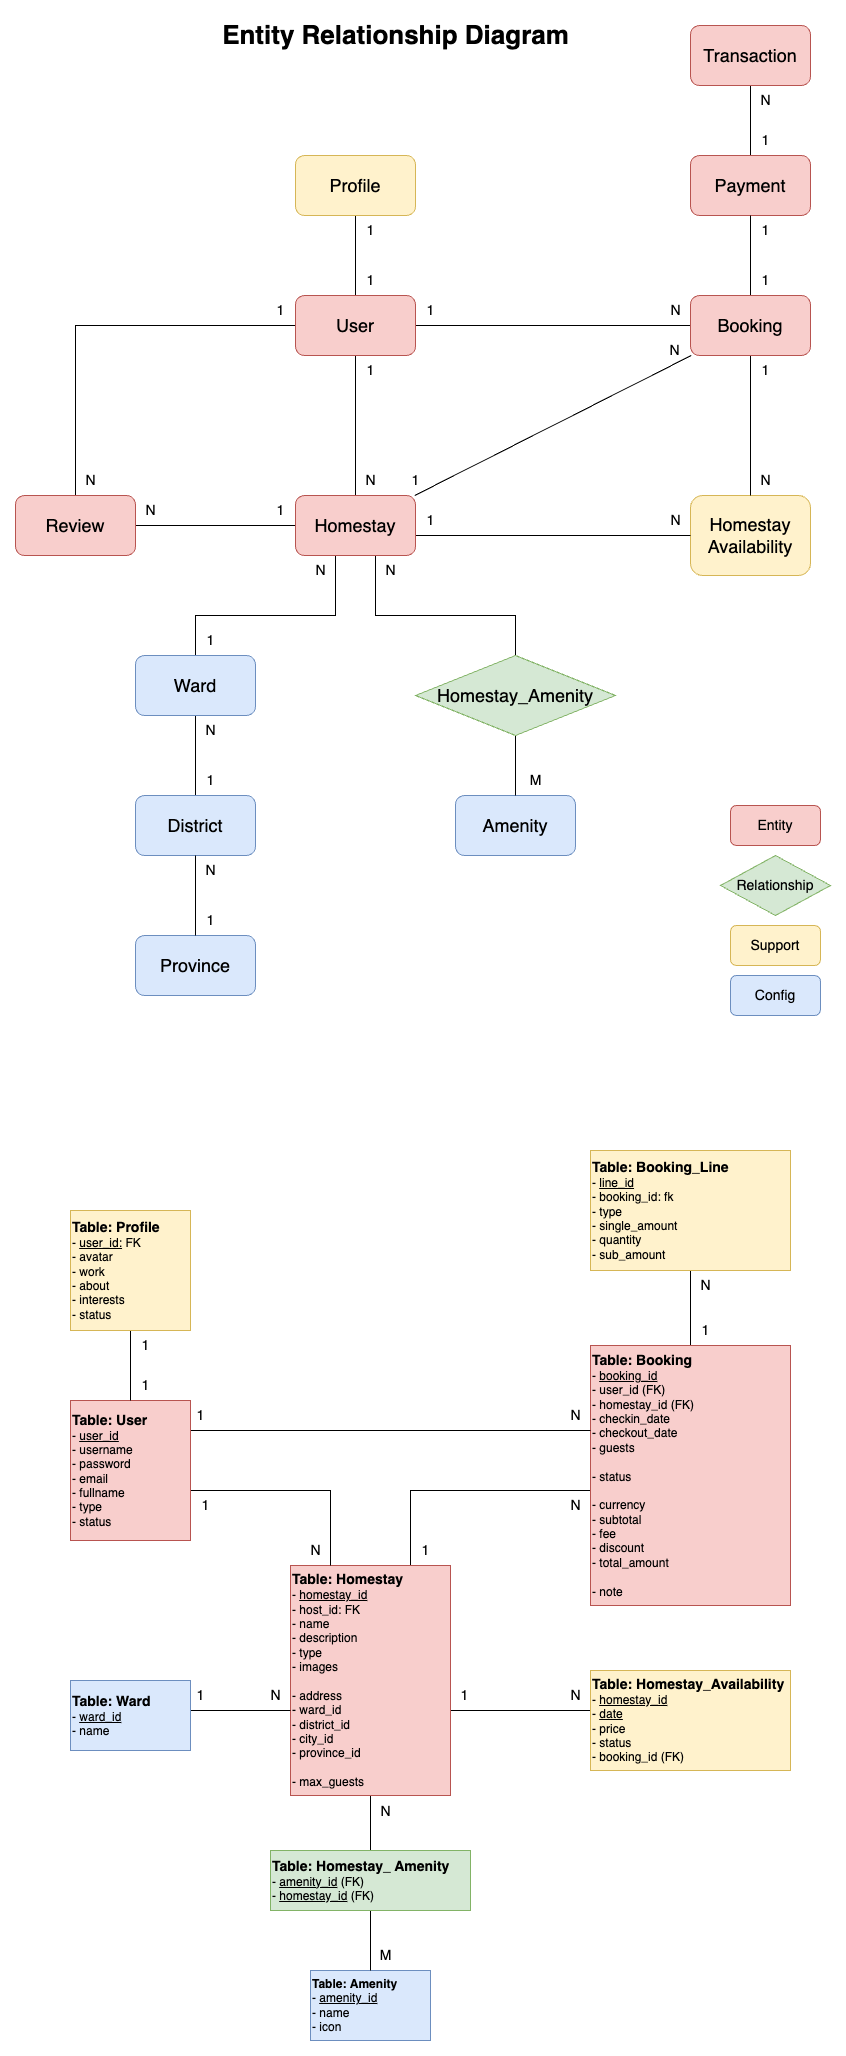 Entity Relationship Diagram
Transaction
N
1
Profile
Payment
1
1
1
1
1
User
1
N
Booking
N
1
1
N
N
1
N
Review
N
1
Homestay
1
N
Homestay
Availability
N
N
1
Ward
Homestay_Amenity
N
1
M
District
Amenity
Entity
N
Relationship
1
Province
Support
Config
Table: Booking_Line
- line_id
- booking_id: fk
- type
- single_amount
- quantity
- sub_amount
Table: Profile
- user_id: FK
- avatar
- work
- about
- interests
- status
N
1
1
1
Table: Booking
- booking_id
- user_id (FK)
- homestay_id (FK)
- checkin_date
- checkout_date
- guests
- status
- currency
- subtotal
- fee
- discount
- total_amount
- note
Table: User
- user_id
- username
- password
- email
- fullname
- type
- status
1
N
1
N
N
1
Table: Homestay
- homestay_id
- host_id: FK
- name
- description
- type
- images
- address
- ward_id
- district_id
- city_id
- province_id
- max_guests
Table: Ward
- ward_id
- name
1
N
1
N
Table: Homestay_Availability
- homestay_id
- date
- price
- status
- booking_id (FK)
N
Table: Homestay_ Amenity
- amenity_id (FK)
- homestay_id (FK)
M
Table: Amenity
- amenity_id
- name
- icon